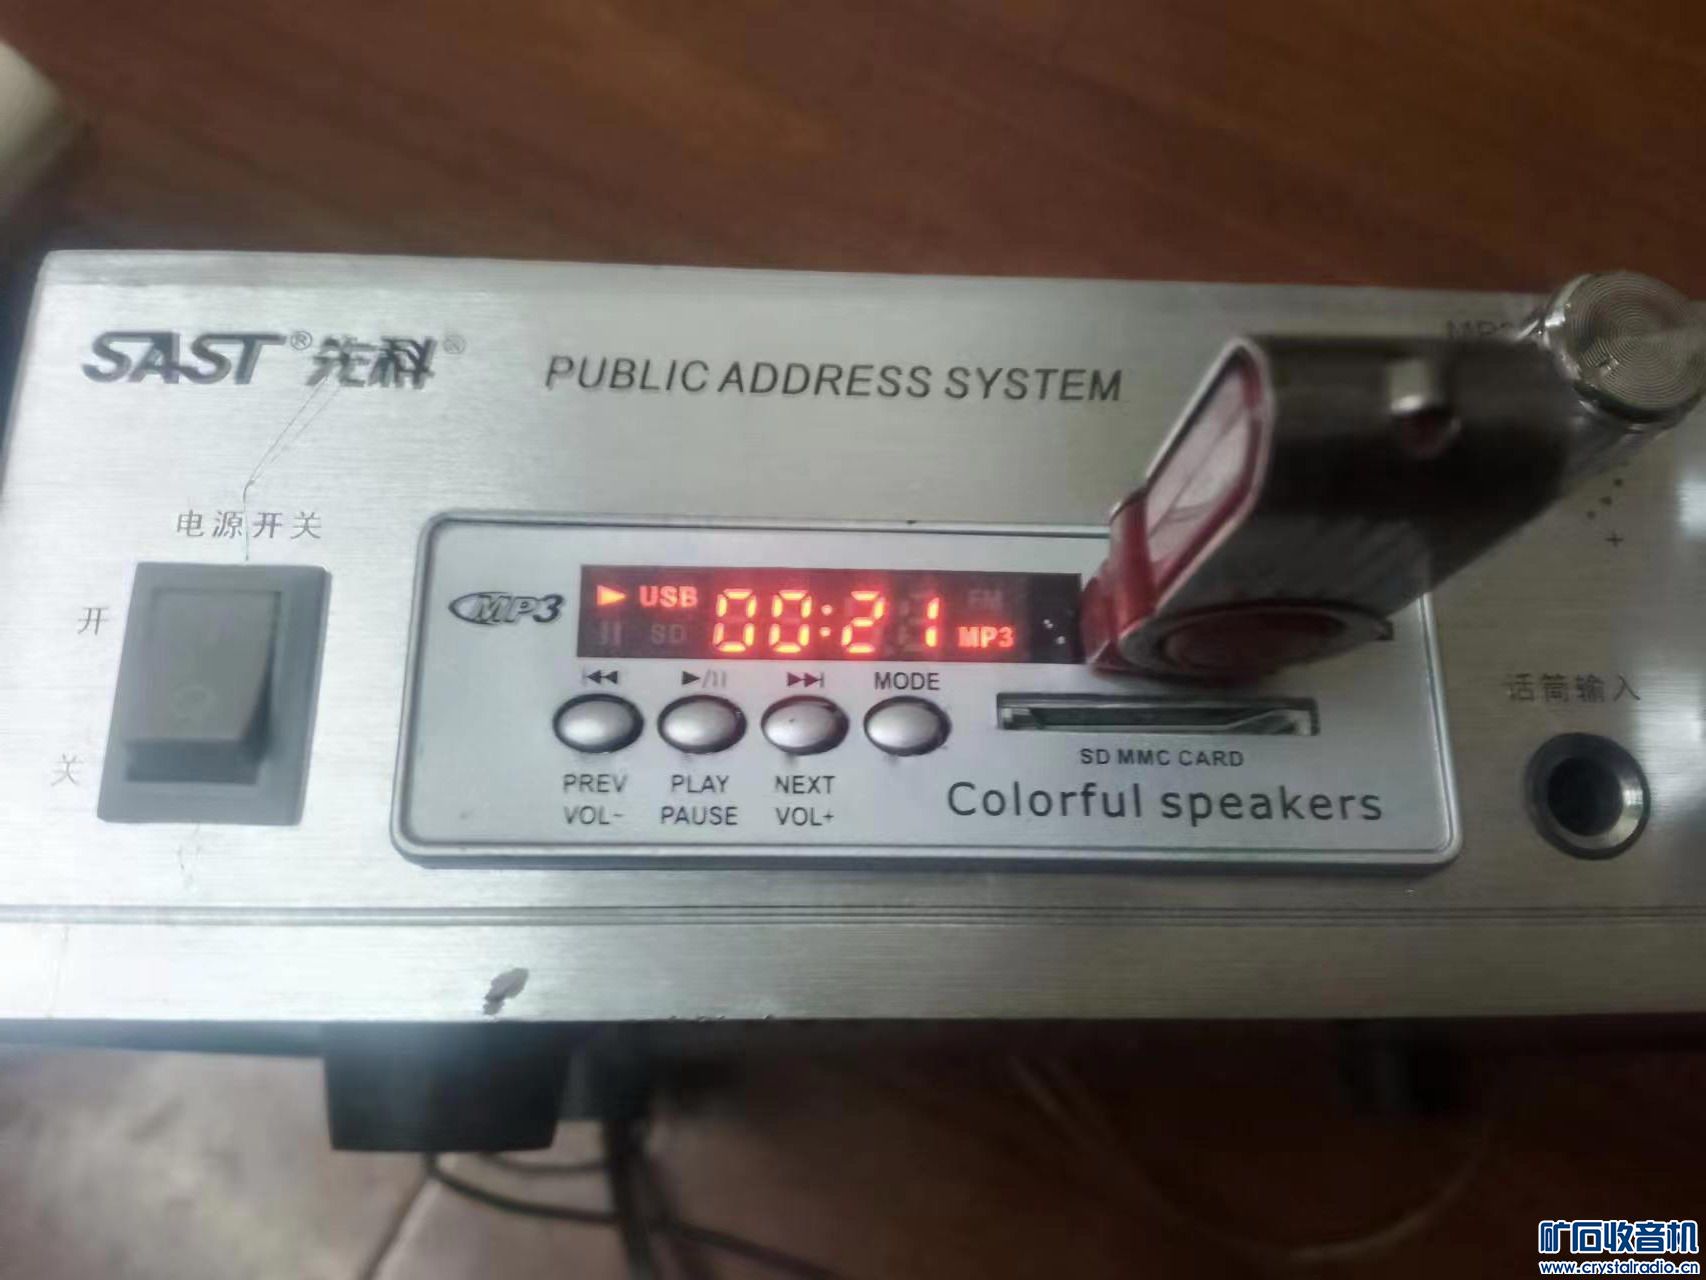 SAST® 先科®
PUBLIC ADDRESS SYSTEM
电源开关
开
关
MP3
USB 00:21
SD
FM
MP3
MODE
PREV PLAY NEXT
VOL- PAUSE VOL+
SD MMC CARD
Colorful speakers
+
话筒输入
矿石收音机
www.crystalradio.cn